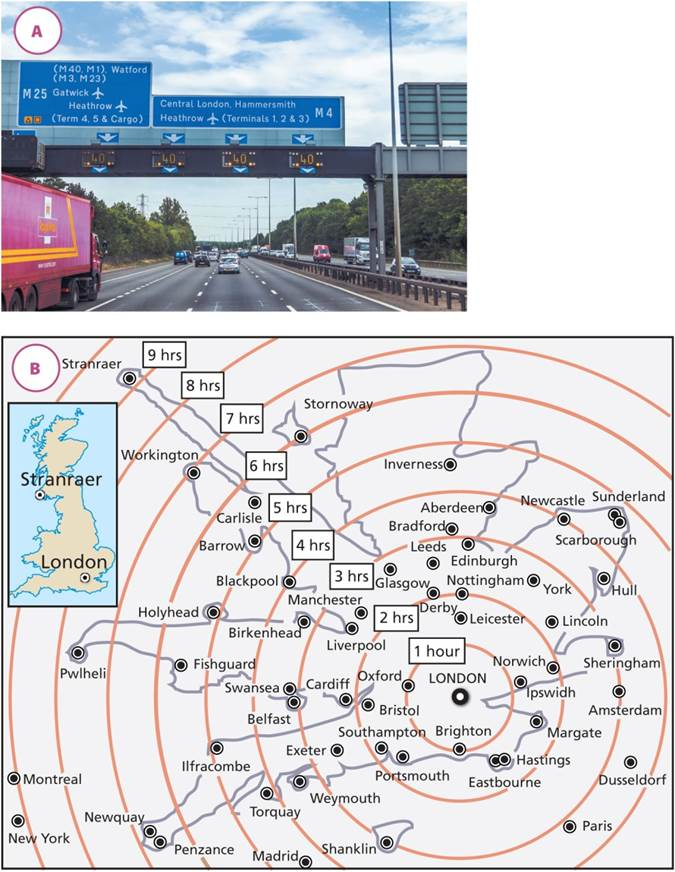 A
(M40, M1), Watford
(M3, M23)
M25
Gatwick
Heathrow
(Term 4, 5 & Cargo)
Central London, Hammersmith
Heathrow (Terminals 1, 2 & 3)
M4
40
40
40
40
B
Stranraer
9 hrs
8 hrs
7 hrs
Stornoway
Workington
6 hrs
Inverness
Stranraer
London
Carlisle
5 hrs
Aberdeen
Newcastle
Sunderland
Bradford
Scarborough
Barrow
4 hrs
Leeds
Edinburgh
Blackpool
3 hrs
Glasgow
Nottingham
York
Hull
Manchester
Derby
Holyhead
2 hrs
Leicester
Lincoln
Birkenhead
Liverpool
1 hour
Pwlheli
Fishguard
Norwich
Sheringham
LONDON
Oxford
Swansea
Cardiff
Ipswidh
Amsterdam
Belfast
Bristol
Margate
Southampton
Brighton
Ilfracombe
Exeter
Portsmouth
Hastings
Eastbourne
Dusseldorf
Montreal
Weymouth
Torquay
New York
Newquay
Penzance
Shanklin
Paris
Madrid